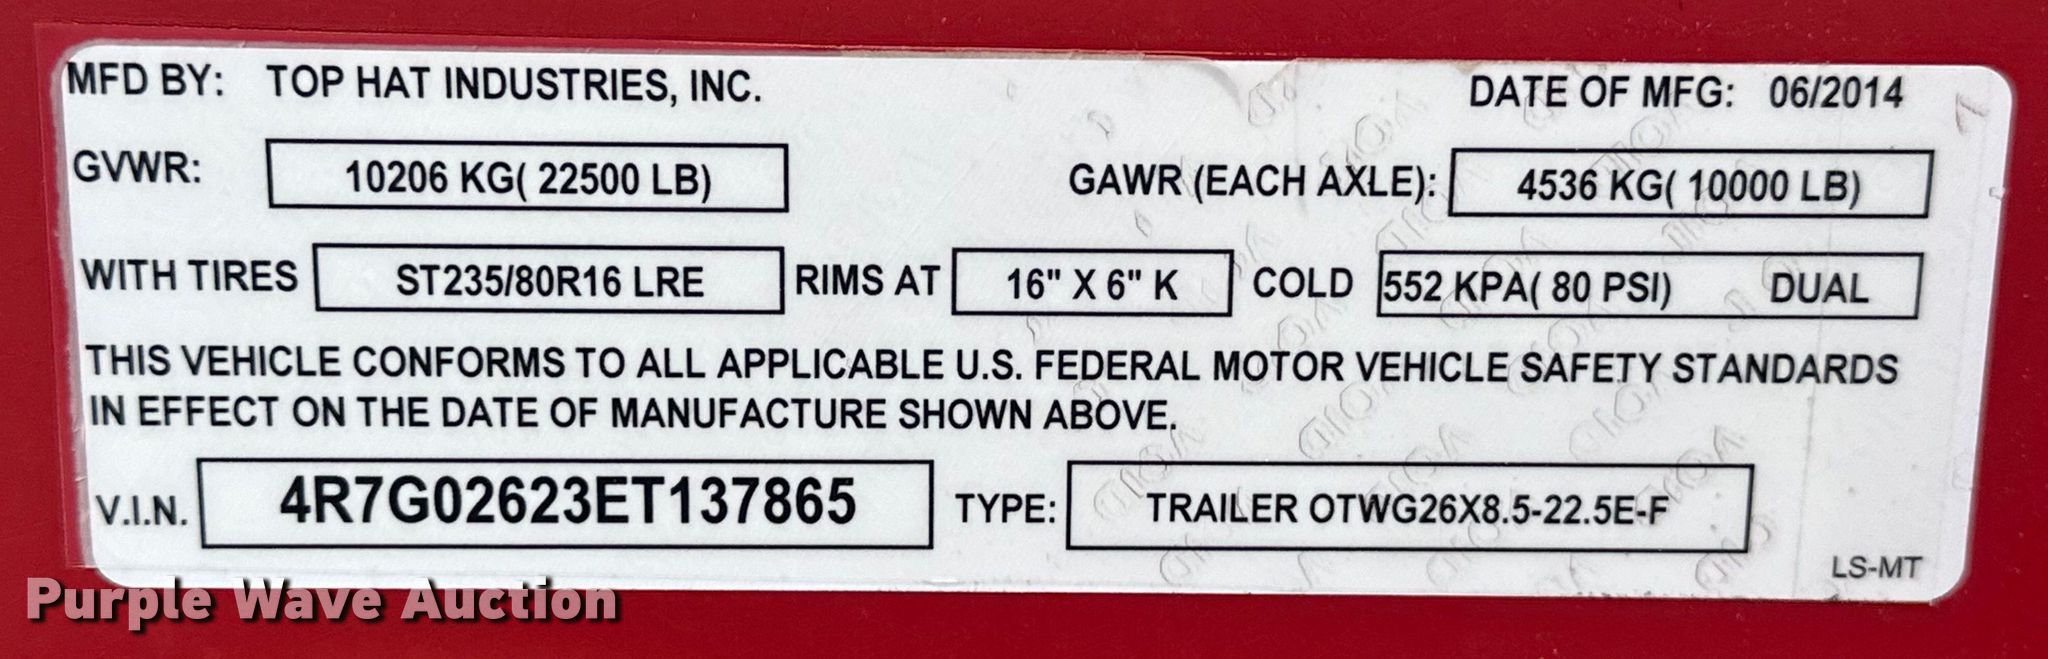 MFD BY: TOP HAT INDUSTRIES, INC. DATE OF MFG: 06/2014
GVWR: 10206 KG( 22500 LB) GAWR (EACH AXLE): 4536 KG( 10000 LB)
WITH TIRES ST235/80R16 LRE RIMS AT 16" X 6" K COLD 552 KPA( 80 PSI) DUAL
THIS VEHICLE CONFORMS TO ALL APPLICABLE U.S. FEDERAL MOTOR VEHICLE SAFETY STANDARDS
IN EFFECT ON THE DATE OF MANUFACTURE SHOWN ABOVE.
V.I.N. 4R7G02623ET137865 TYPE: TRAILER OTWG26X8.5-22.5E-F
LS-MT
Purple Wave Auction